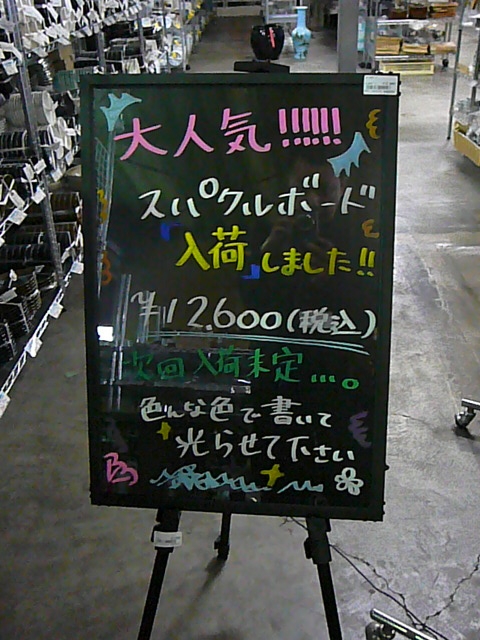 大人気!!!!!!
スパクルボード
「入荷」しました!!
¥12,600(税込)
次回入荷未定....。
色んな色で書いて
光らせて下さい